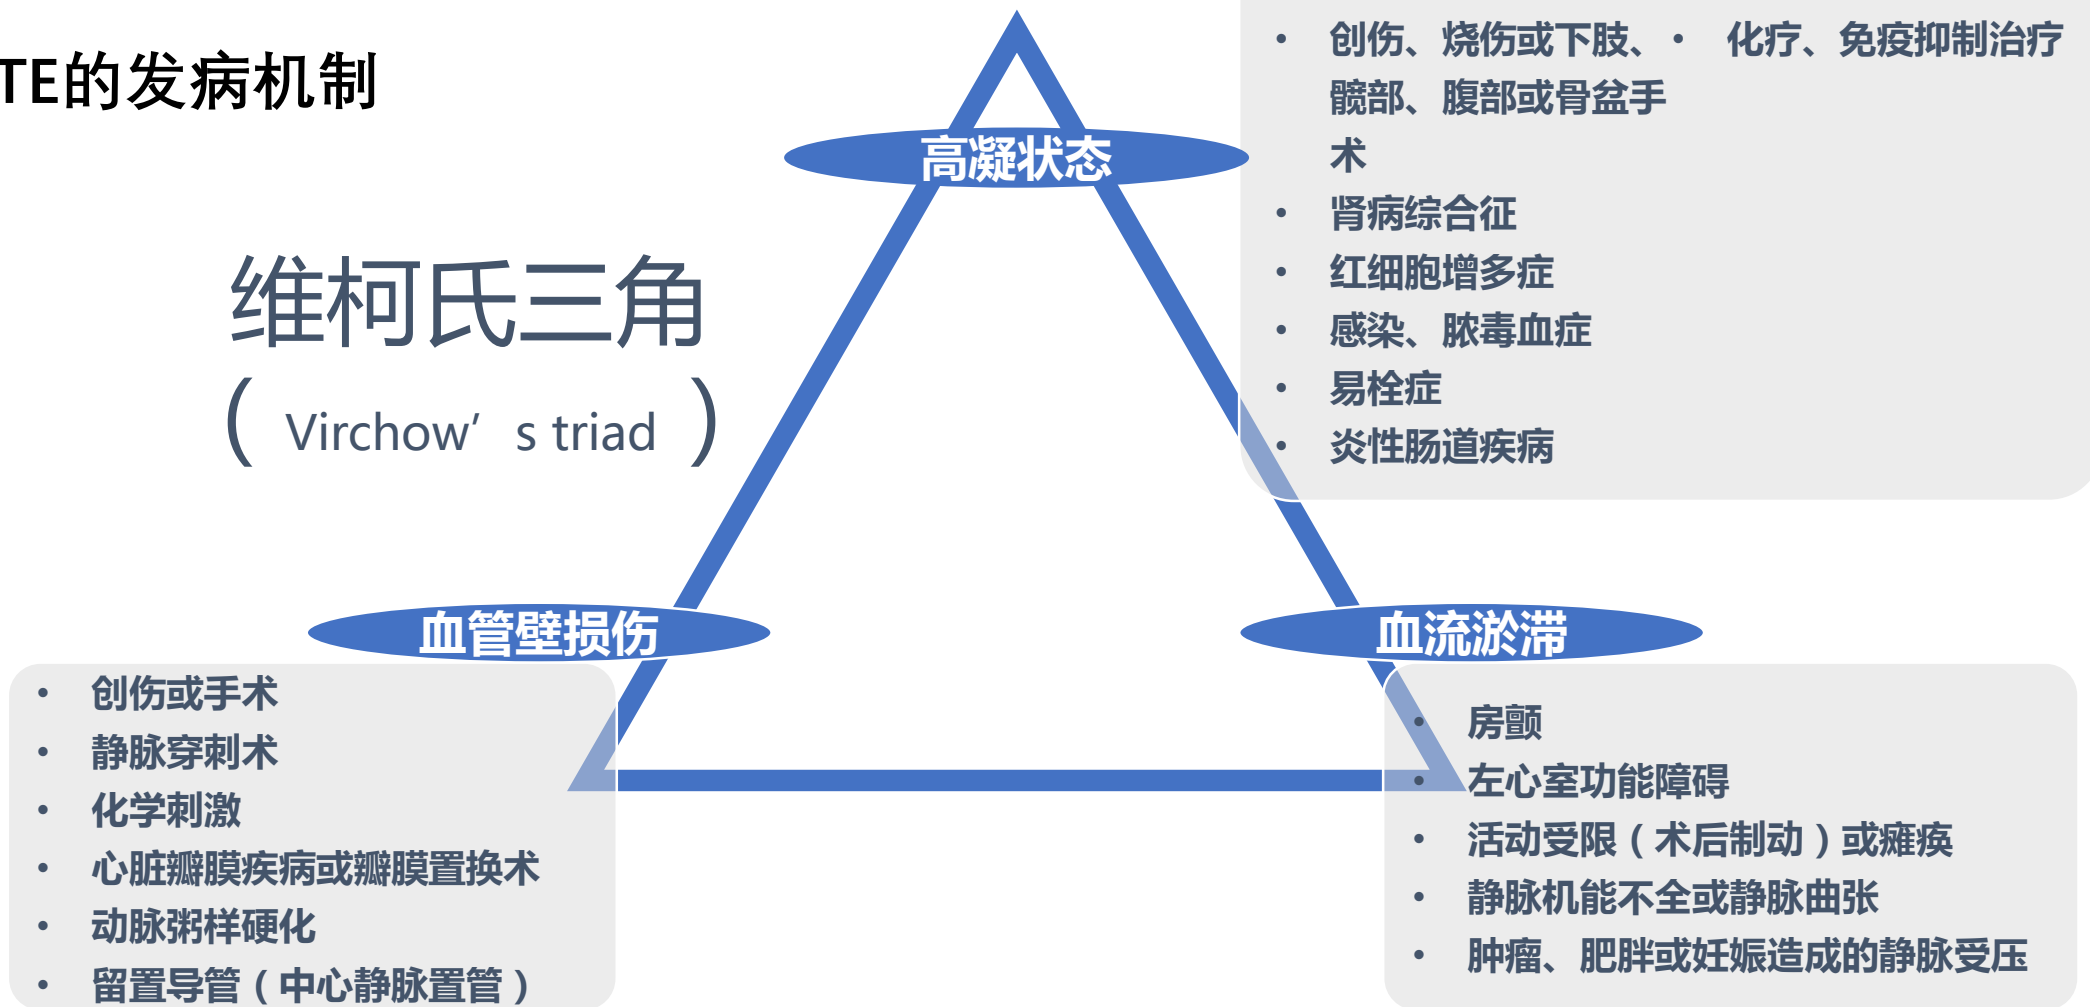 TE的发病机制
维柯氏三角
（Virchow’s triad）
高凝状态
• 创伤、烧伤或下肢、
髋部、腹部或骨盆手
术
• 肾病综合征
• 红细胞增多症
• 感染、脓毒血症
• 易栓症
• 炎性肠道疾病
• 化疗、免疫抑制治疗
血管壁损伤
• 创伤或手术
• 静脉穿刺术
• 化学刺激
• 心脏瓣膜疾病或瓣膜置换术
• 动脉粥样硬化
• 留置导管（中心静脉置管）
血流淤滞
• 房颤
• 左心室功能障碍
• 活动受限（术后制动）或瘫痪
• 静脉机能不全或静脉曲张
• 肿瘤、肥胖或妊娠造成的静脉受压